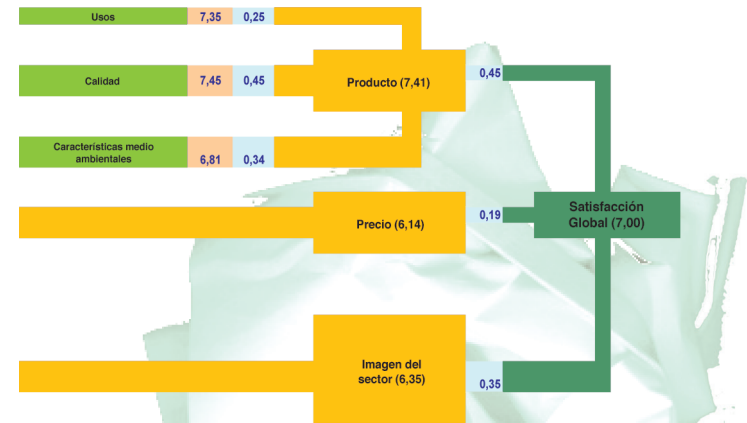 Usos 7,35 0,25
Calidad 7,45 0,45
Producto (7,41) 0,45
Características medio
ambientales 6,81 0,34
Precio (6,14) 0,19
Satisfacción
Global (7,00)
Imagen del
sector (6,35) 0,35